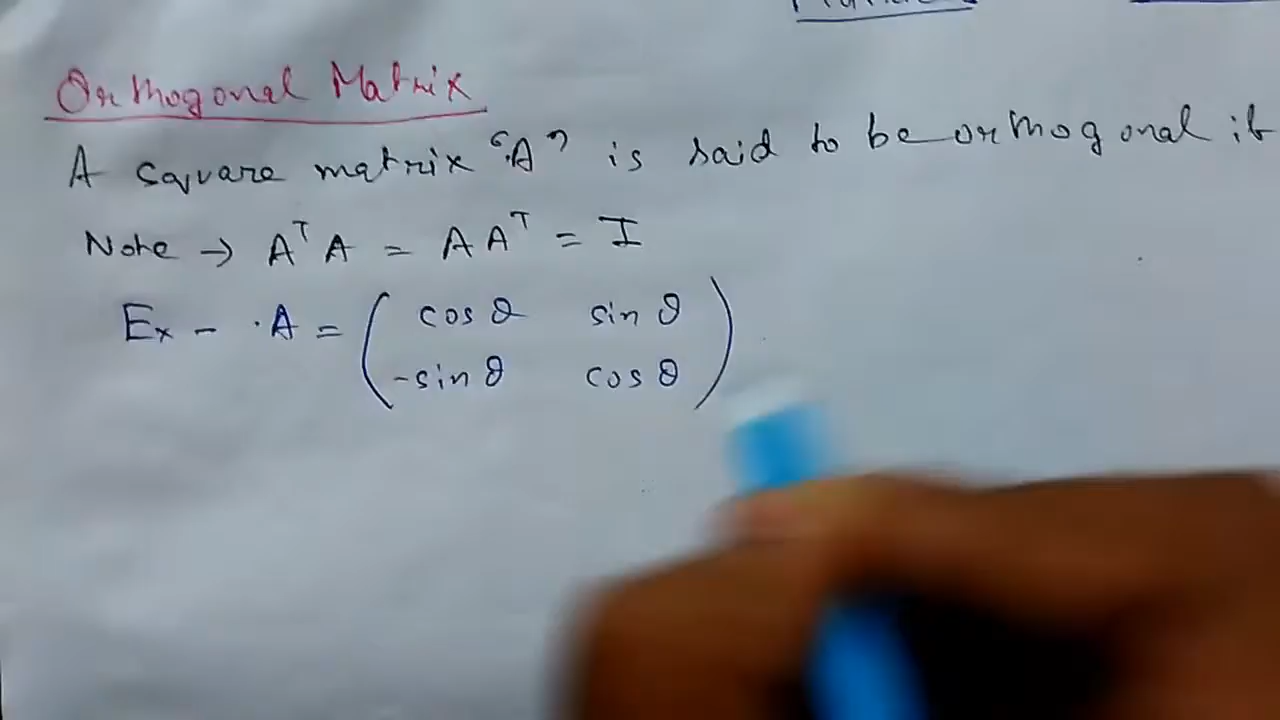 Orthogonal Matrix
A square matrix "A" is said to be orthogonal if
Note → AᵀA = AAᵀ = I
Ex - A = ( cos θ sin θ
-sin θ cos θ )